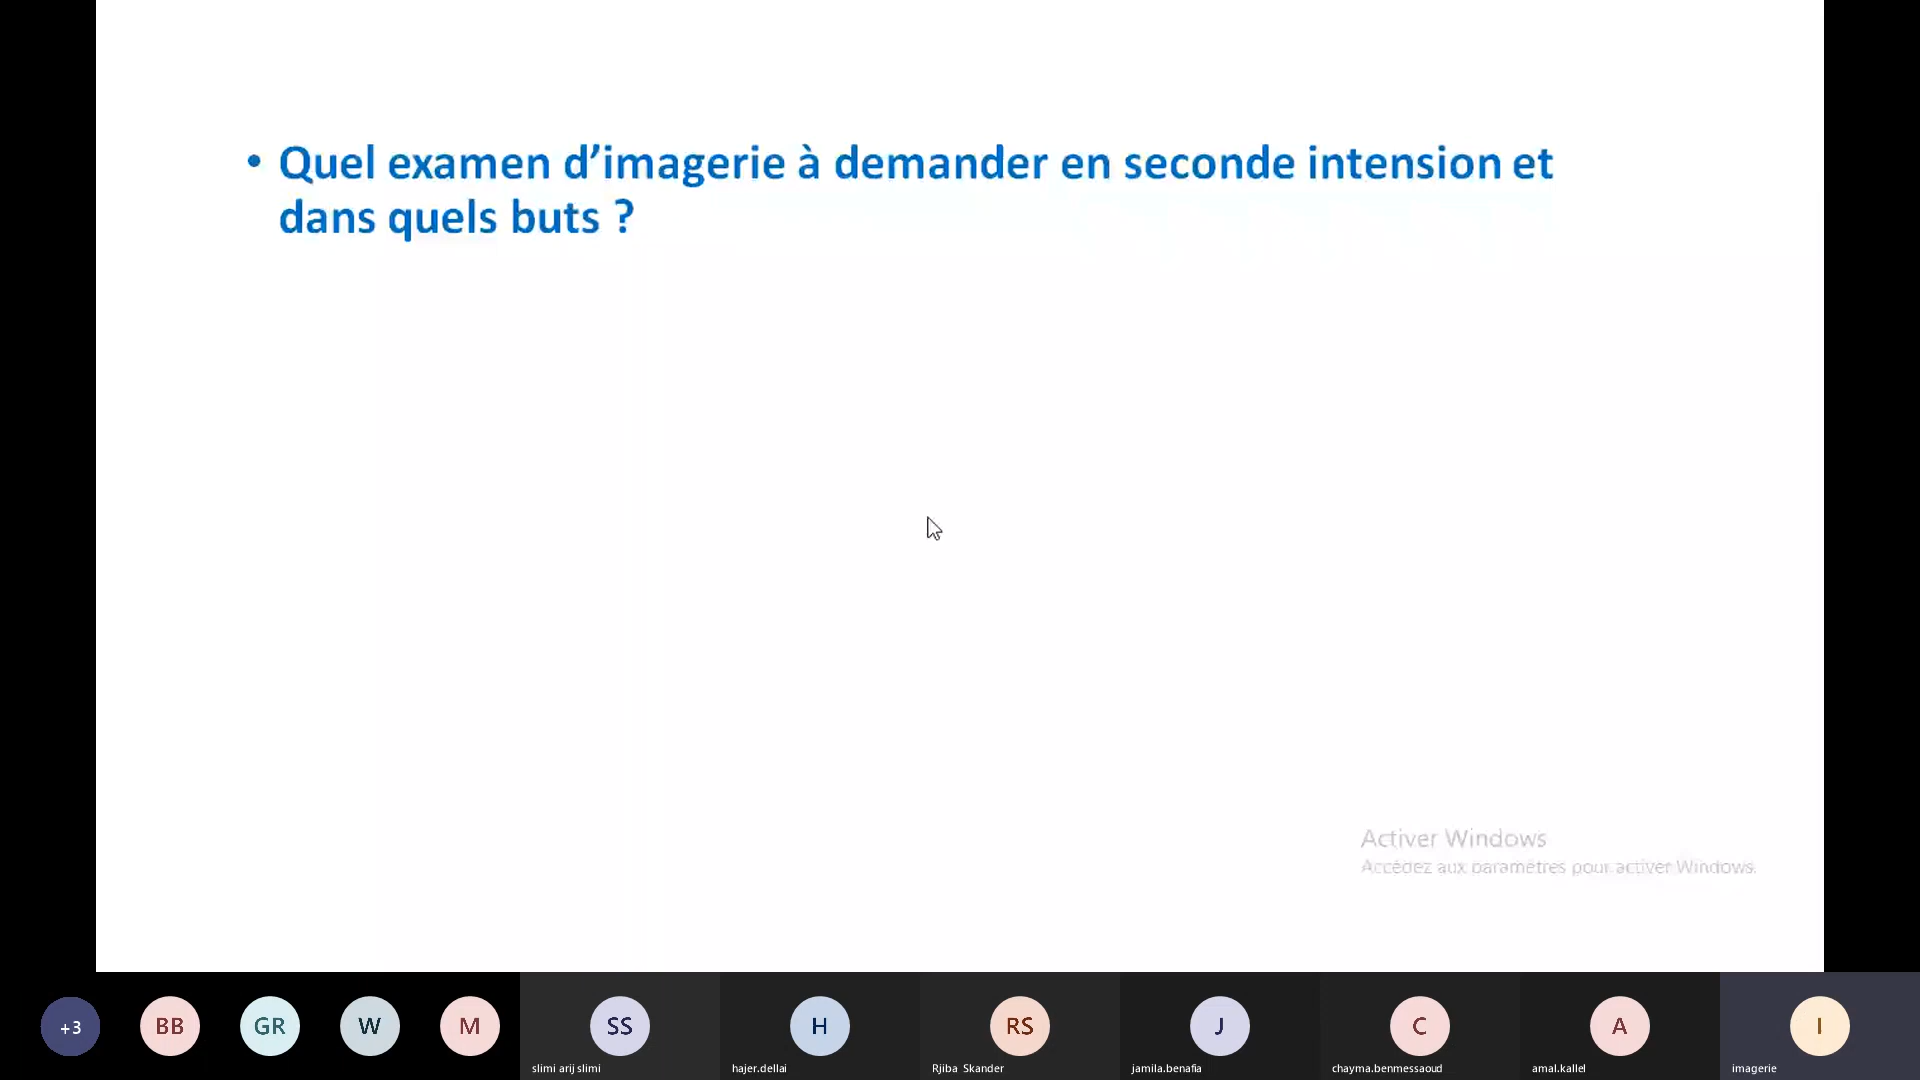 • Quel examen d’imagerie à demander en seconde intension et
dans quels buts ?
Activer Windows
Accédez aux paramètres pour activer Windows.
+3
BB
GR
W
M
SS
H
RS
J
C
A
I
slimi arij slimi
hajer.dellai
Rjiba Skander
jamila.benafia
chayma.benmessaoud
amal.kallel
imagerie